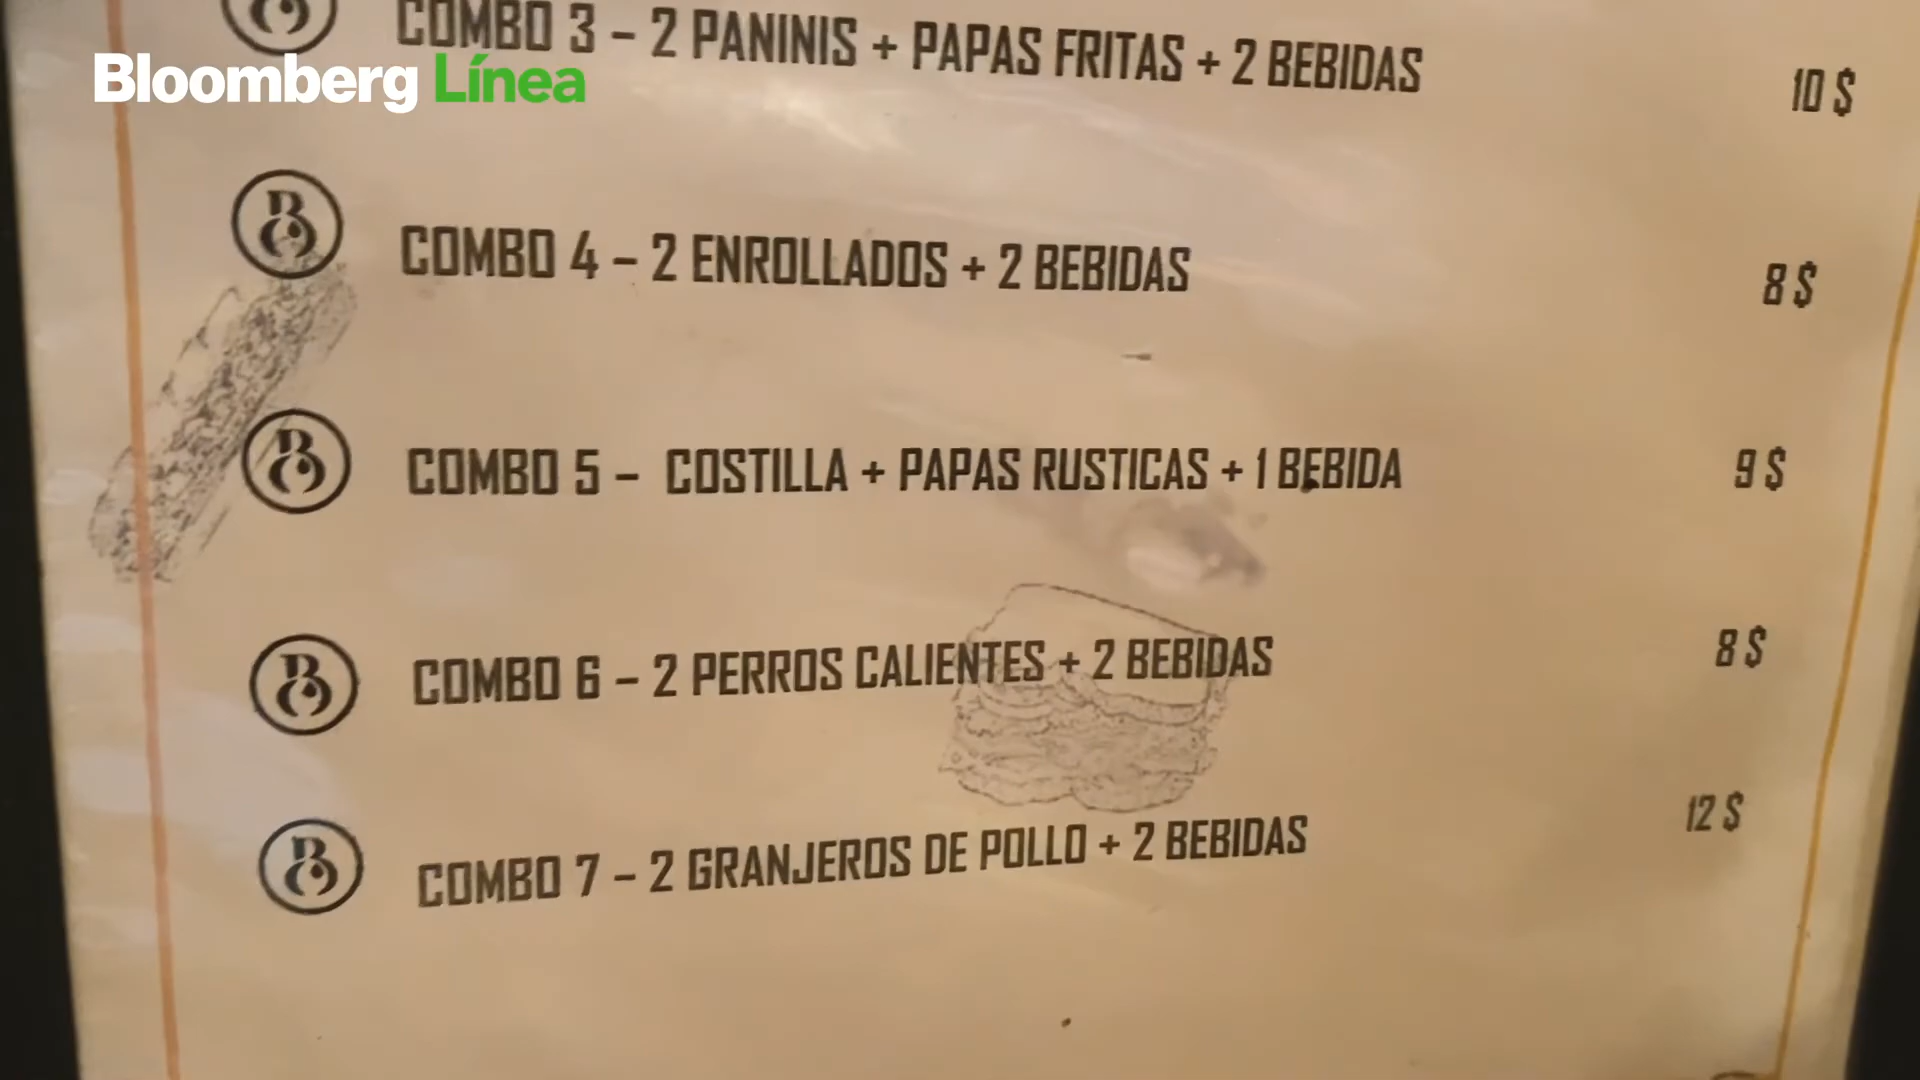 COMBO 3 – 2 PANINIS + PAPAS FRITAS + 2 BEBIDAS 10 $
Bloomberg Línea
COMBO 4 – 2 ENROLLADOS + 2 BEBIDAS 8 $
COMBO 5 – COSTILLA + PAPAS RUSTICAS + 1 BEBIDA 9 $
COMBO 6 – 2 PERROS CALIENTES + 2 BEBIDAS 8 $
COMBO 7 – 2 GRANJEROS DE POLLO + 2 BEBIDAS 12 $